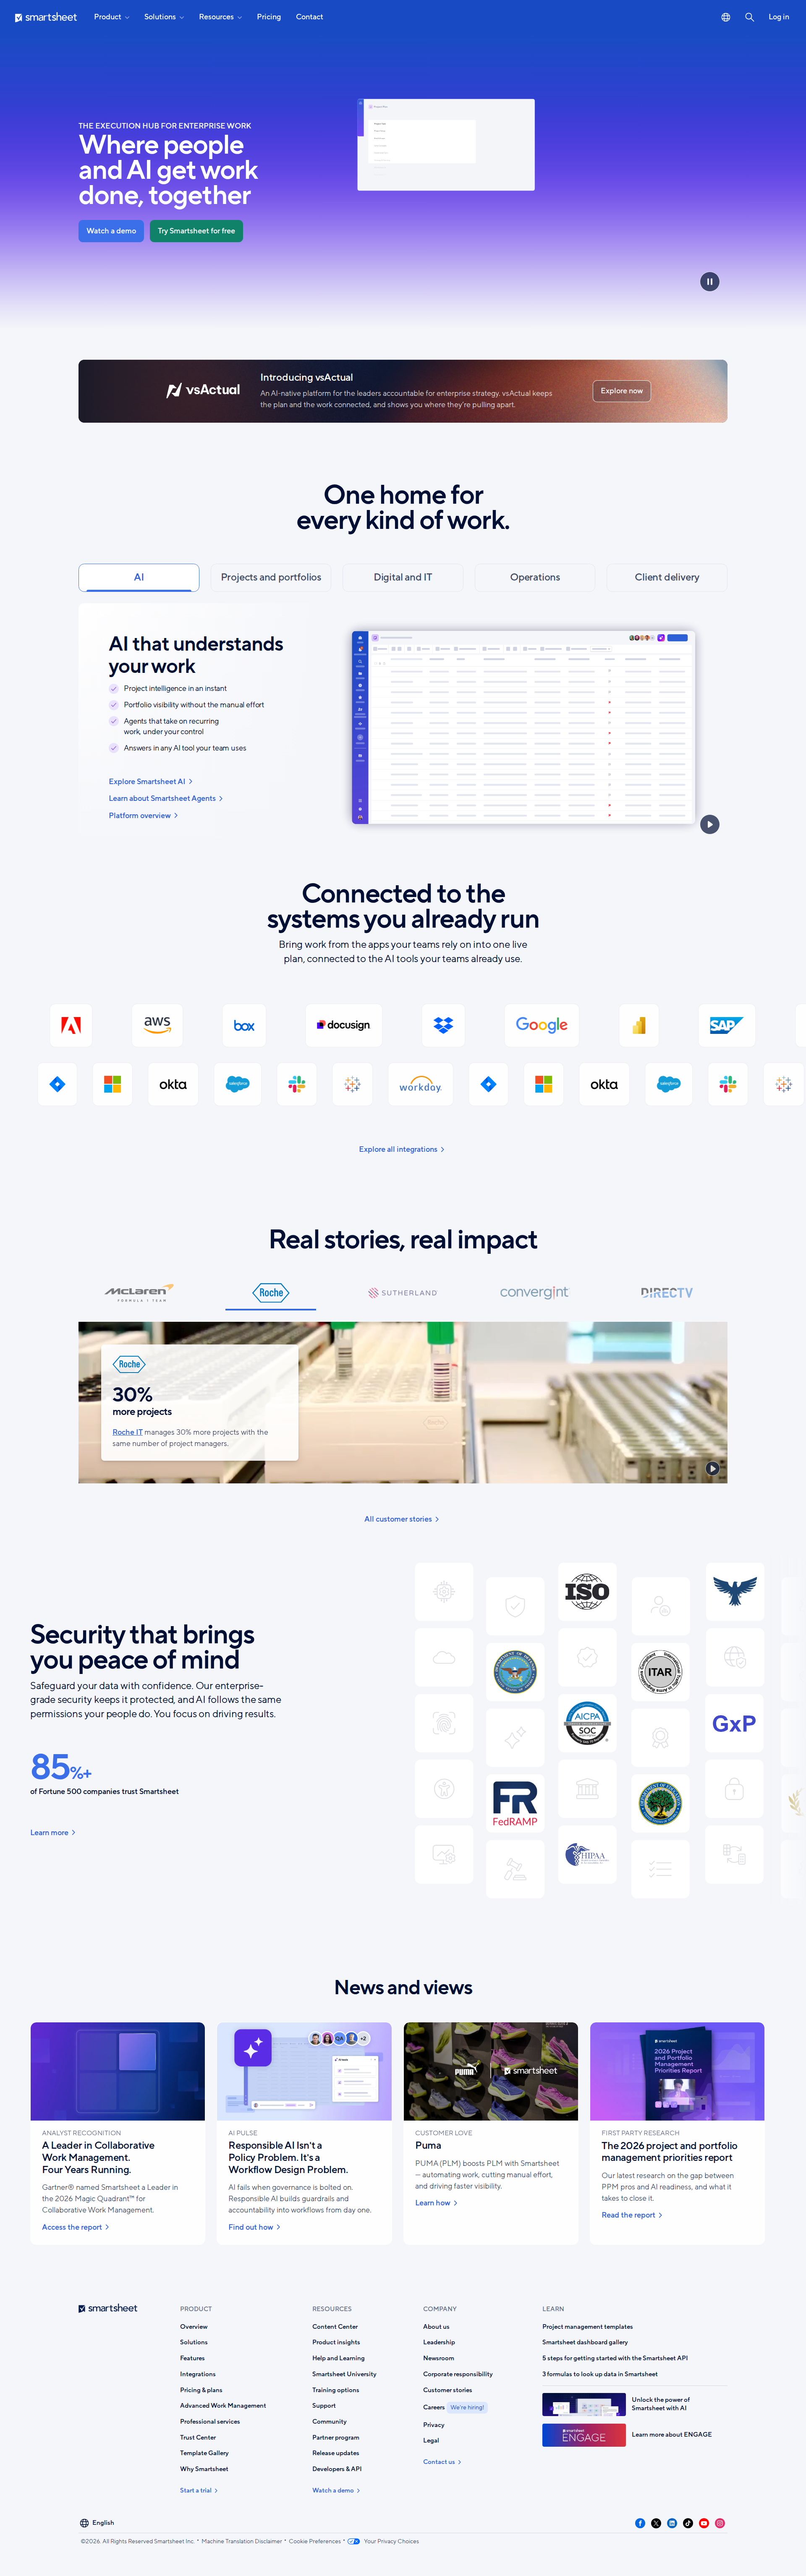 smartsheet
Product
Solutions
Resources
Pricing
Contact
Log in
THE EXECUTION HUB FOR ENTERPRISE WORK
Where people
and AI get work
done, together
Watch a demo
Try Smartsheet for free
vsActual
Introducing vsActual
An AI-native platform for the leaders accountable for enterprise strategy. vsActual keeps
the plan and the work connected, and shows you where they're pulling apart.
Explore now
One home for
every kind of work.
AI
Projects and portfolios
Digital and IT
Operations
Client delivery
AI that understands
your work
Project intelligence in an instant
Portfolio visibility without the manual effort
Agents that take on recurring
work, under your control
Answers in any AI tool your team uses
Explore Smartsheet AI
Learn about Smartsheet Agents
Platform overview
Connected to the
systems you already run
Bring work from the apps your teams rely on into one live
plan, connected to the AI tools your teams already use.
aws
box
docusign
Google
SAP
okta
salesforce
workday
okta
salesforce
Explore all integrations
Real stories, real impact
McLaren
FORMULA 1 TEAM
Roche
SUTHERLAND
convergint
DIRECTV
Roche
30%
more projects
Roche IT manages 30% more projects with the
same number of project managers.
All customer stories
Security that brings
you peace of mind
Safeguard your data with confidence. Our enterprise-
grade security keeps it protected, and AI follows the same
permissions your people do. You focus on driving results.
85%+
of Fortune 500 companies trust Smartsheet
Learn more
ISO
ITAR
AICPA
SOC
GxP
FR
FedRAMP
HIPAA
News and views
ANALYST RECOGNITION
A Leader in Collaborative
Work Management.
Four Years Running.
Gartner® named Smartsheet a Leader in
the 2026 Magic Quadrant™ for
Collaborative Work Management.
Access the report
QA
+2
AI PULSE
Responsible AI Isn't a
Policy Problem. It's a
Workflow Design Problem.
AI fails when governance is bolted on.
Responsible AI builds guardrails and
accountability into workflows from day one.
Find out how
PUMA
smartsheet
CUSTOMER LOVE
Puma
PUMA (PLM) boosts PLM with Smartsheet
— automating work, cutting manual effort,
and driving faster visibility.
Learn how
smartsheet
2026 Project
and Portfolio
Management
Priorities Report
FIRST PARTY RESEARCH
The 2026 project and portfolio
management priorities report
Our latest research on the gap between
PPM pros and AI readiness, and what it
takes to close it.
Read the report
smartsheet
PRODUCT
Overview
Solutions
Features
Integrations
Pricing & plans
Advanced Work Management
Professional services
Trust Center
Template Gallery
Why Smartsheet
Start a trial
RESOURCES
Content Center
Product insights
Help and Learning
Smartsheet University
Training options
Support
Community
Partner program
Release updates
Developers & API
Watch a demo
COMPANY
About us
Leadership
Newsroom
Corporate responsibility
Customer stories
Careers We're hiring!
Privacy
Legal
Contact us
LEARN
Project management templates
Smartsheet dashboard gallery
5 steps for getting started with the Smartsheet API
3 formulas to look up data in Smartsheet
Unlock the power of
Smartsheet with AI
smartsheet
ENGAGE
Learn more about ENGAGE
English
©2026. All Rights Reserved Smartsheet Inc. • Machine Translation Disclaimer • Cookie Preferences • Your Privacy Choices